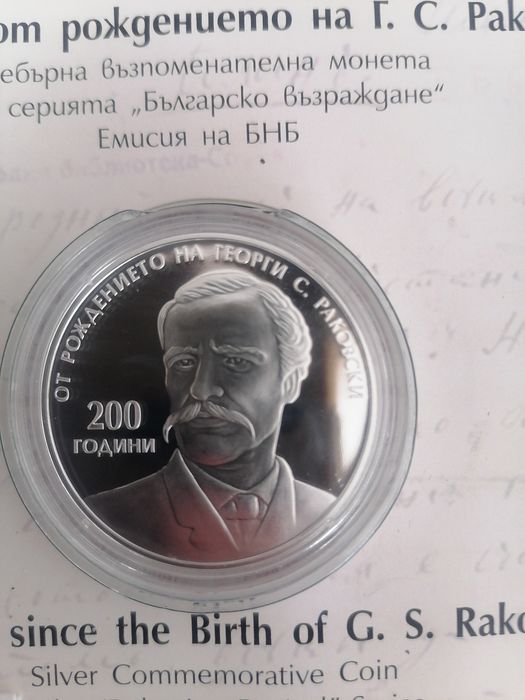 от рождението на Г. С. Рак
ебърна възпоменателна монета
серията „Българско възраждане“
Емисия на БНБ
ОТ РОЖДЕНИЕТО НА ГЕОРГИ С. РАКОВСКИ
200
ГОДИНИ
since the Birth of G. S. Rako
Silver Commemorative Coin